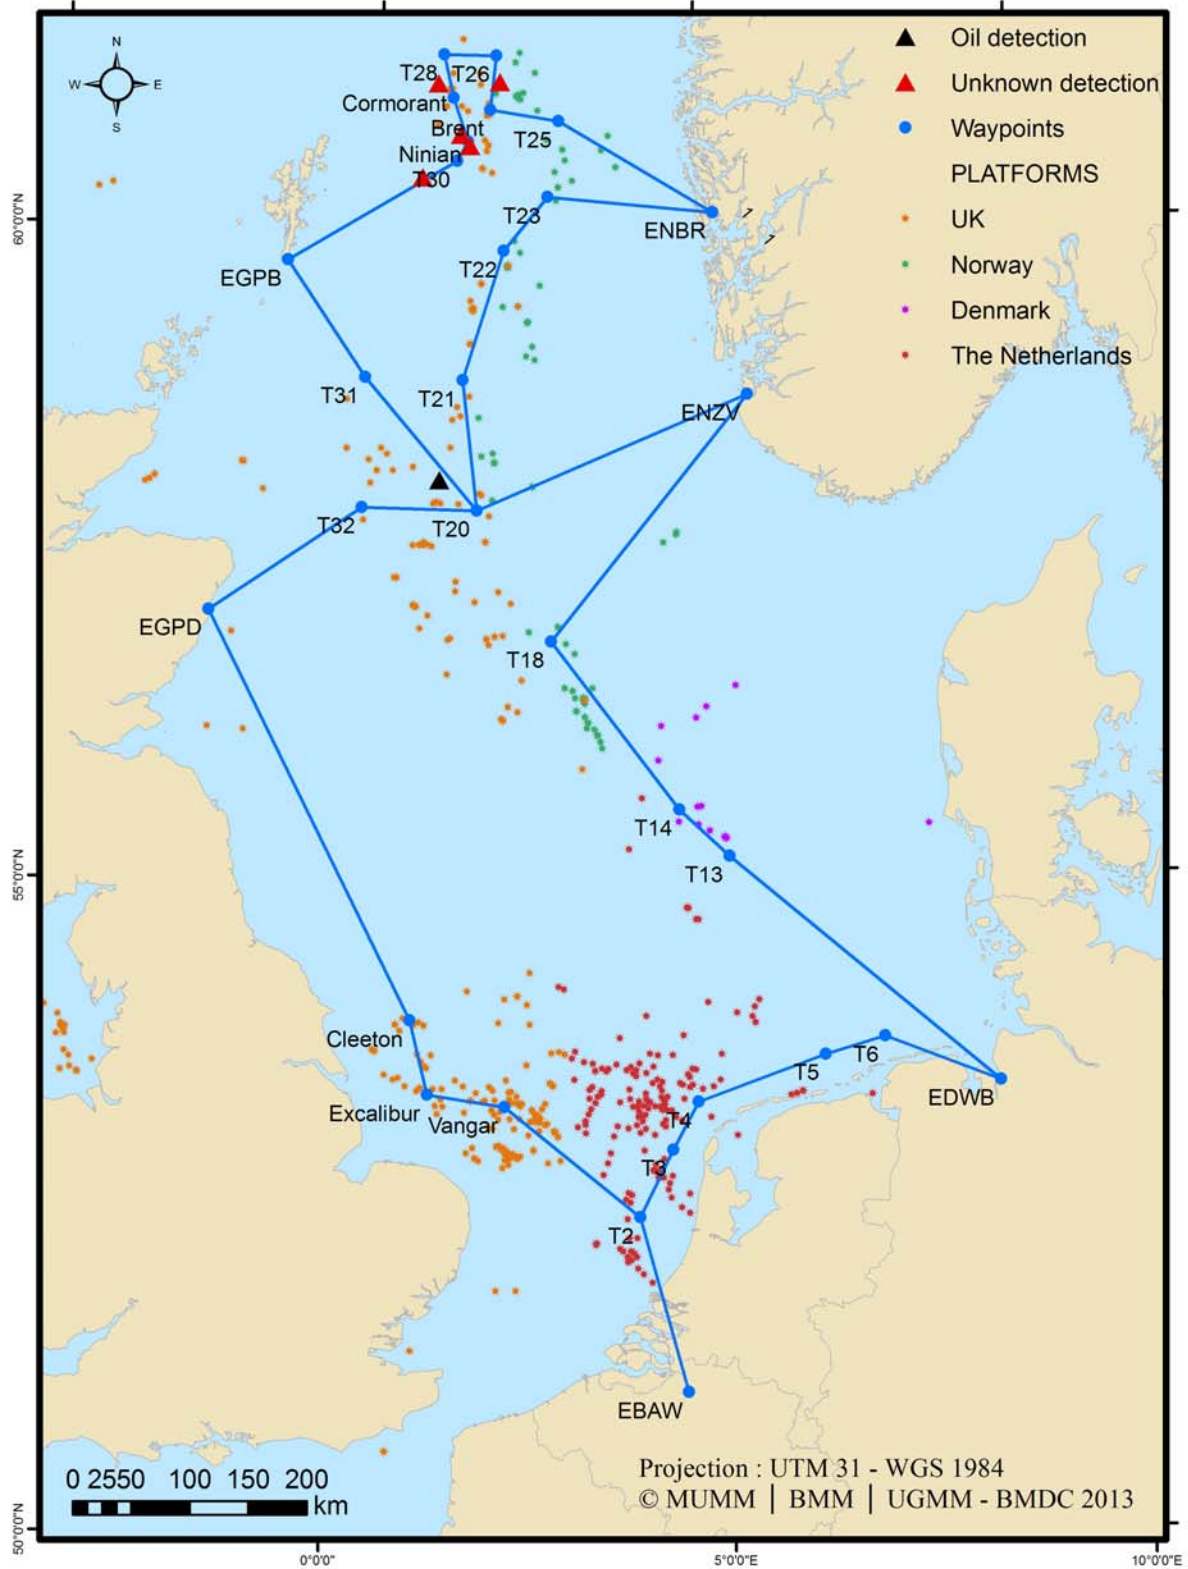 N
W E
S
Oil detection
Unknown detection
Waypoints
PLATFORMS
UK
Norway
Denmark
The Netherlands
T28 T26
Cormorant
Brent
T25
Ninian
T30
T23
ENBR
60°0'0"N
T22
EGPB
T31
T21
ENZV
T32
T20
EGPD
T18
T14
T13
55°0'0"N
Cleeton
T5
T6
EDWB
Excalibur
Vangar
T4
T3
T2
EBAW
0 25 50 100 150 200
km
Projection : UTM 31 - WGS 1984
© MUMM | BMM | UGMM - BMDC 2013
50°0'0"N
0°0'0" 5°0'0"E 10°0'0"E